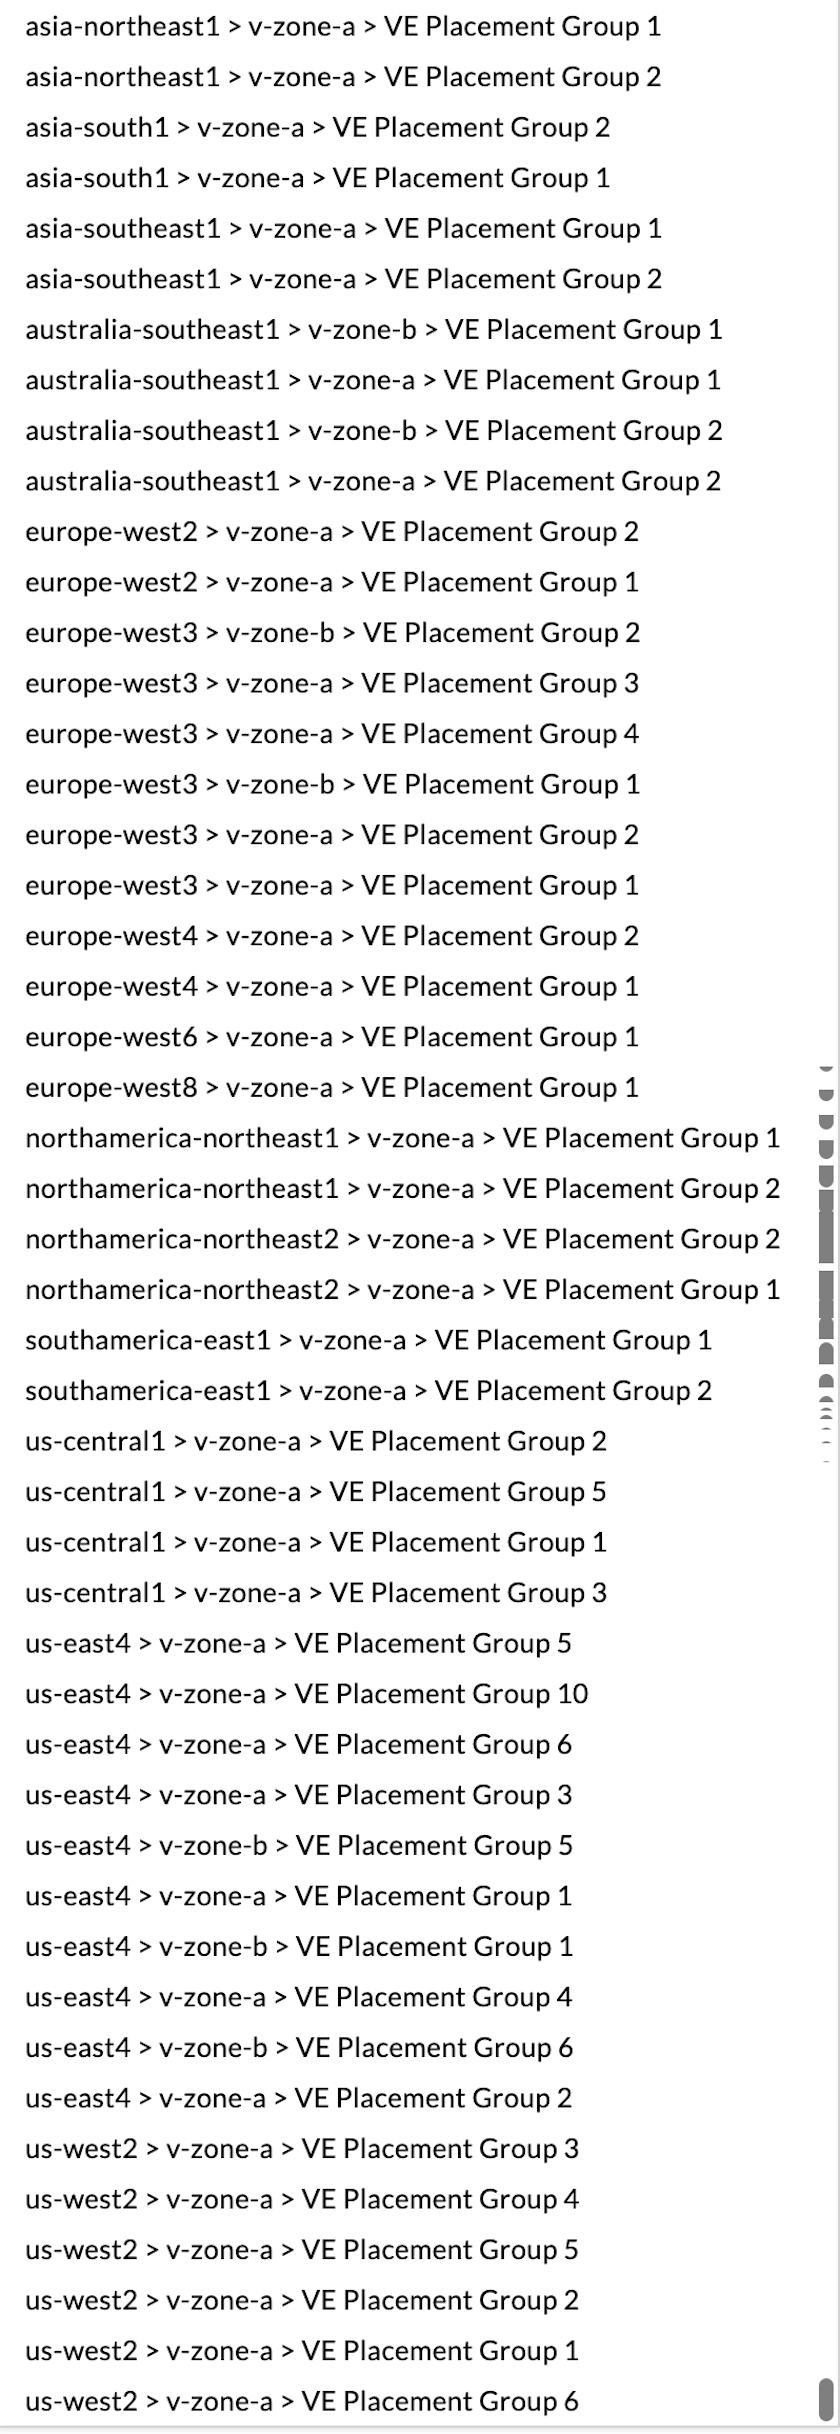 asia-northeast1 > v-zone-a > VE Placement Group 1
asia-northeast1 > v-zone-a > VE Placement Group 2
asia-south1 > v-zone-a > VE Placement Group 2
asia-south1 > v-zone-a > VE Placement Group 1
asia-southeast1 > v-zone-a > VE Placement Group 1
asia-southeast1 > v-zone-a > VE Placement Group 2
australia-southeast1 > v-zone-b > VE Placement Group 1
australia-southeast1 > v-zone-a > VE Placement Group 1
australia-southeast1 > v-zone-b > VE Placement Group 2
australia-southeast1 > v-zone-a > VE Placement Group 2
europe-west2 > v-zone-a > VE Placement Group 2
europe-west2 > v-zone-a > VE Placement Group 1
europe-west3 > v-zone-b > VE Placement Group 2
europe-west3 > v-zone-a > VE Placement Group 3
europe-west3 > v-zone-a > VE Placement Group 4
europe-west3 > v-zone-b > VE Placement Group 1
europe-west3 > v-zone-a > VE Placement Group 2
europe-west3 > v-zone-a > VE Placement Group 1
europe-west4 > v-zone-a > VE Placement Group 2
europe-west4 > v-zone-a > VE Placement Group 1
europe-west6 > v-zone-a > VE Placement Group 1
europe-west8 > v-zone-a > VE Placement Group 1
northamerica-northeast1 > v-zone-a > VE Placement Group 1
northamerica-northeast1 > v-zone-a > VE Placement Group 2
northamerica-northeast2 > v-zone-a > VE Placement Group 2
northamerica-northeast2 > v-zone-a > VE Placement Group 1
southamerica-east1 > v-zone-a > VE Placement Group 1
southamerica-east1 > v-zone-a > VE Placement Group 2
us-central1 > v-zone-a > VE Placement Group 2
us-central1 > v-zone-a > VE Placement Group 5
us-central1 > v-zone-a > VE Placement Group 1
us-central1 > v-zone-a > VE Placement Group 3
us-east4 > v-zone-a > VE Placement Group 5
us-east4 > v-zone-a > VE Placement Group 10
us-east4 > v-zone-a > VE Placement Group 6
us-east4 > v-zone-a > VE Placement Group 3
us-east4 > v-zone-b > VE Placement Group 5
us-east4 > v-zone-a > VE Placement Group 1
us-east4 > v-zone-b > VE Placement Group 1
us-east4 > v-zone-a > VE Placement Group 4
us-east4 > v-zone-b > VE Placement Group 6
us-east4 > v-zone-a > VE Placement Group 2
us-west2 > v-zone-a > VE Placement Group 3
us-west2 > v-zone-a > VE Placement Group 4
us-west2 > v-zone-a > VE Placement Group 5
us-west2 > v-zone-a > VE Placement Group 2
us-west2 > v-zone-a > VE Placement Group 1
us-west2 > v-zone-a > VE Placement Group 6